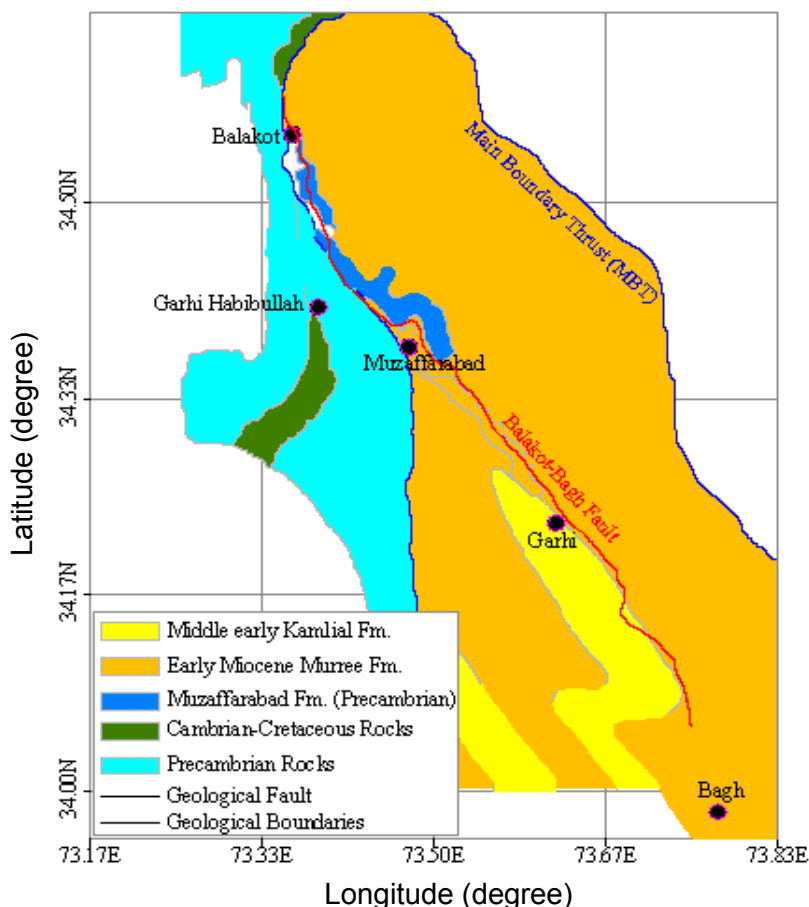 Balakot
Main Boundary Thrust (MBT)
34.50N
Garhi Habibullah
Muzaffarabad
34.33N
Latitude (degree)
Balakot-Bagh Fault
Garhi
34.17N
Middle early Kamlial Fm.
Early Miocene Murree Fm.
Muzaffarabad Fm. (Precambrian)
Cambrian-Cretaceous Rocks
Precambrian Rocks
Geological Fault
Geological Boundaries
34.00N
Bagh
73.17E 73.33E 73.50E 73.67E 73.83E
Longitude (degree)